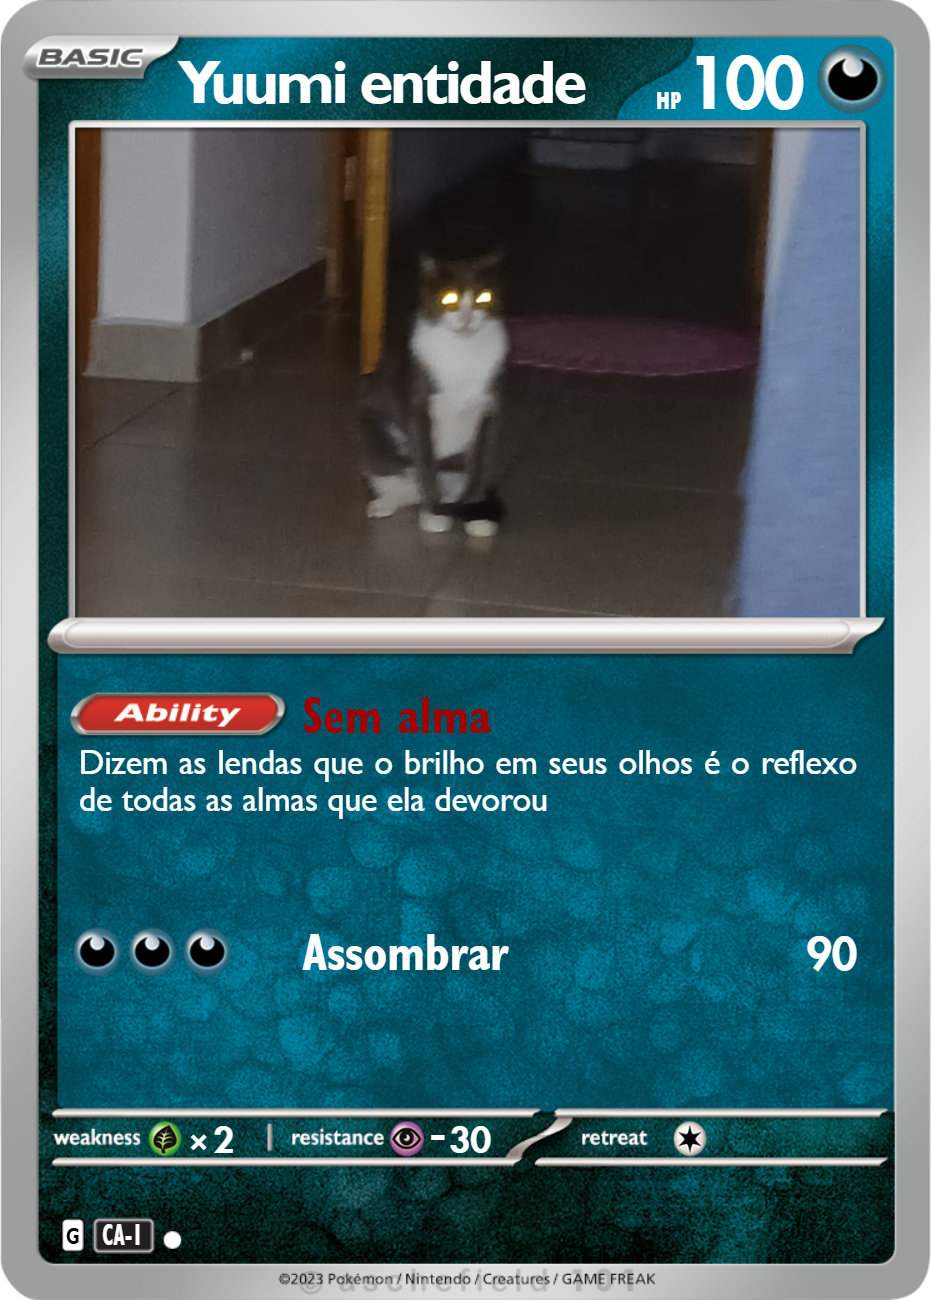 BASIC
Yuumi entidade
HP 100
Ability Sem alma
Dizem as lendas que o brilho em seus olhos é o reflexo
de todas as almas que ela devorou
Assombrar 90
weakness ×2 | resistance -30 retreat
G CA-I
©2023 Pokémon / Nintendo / Creatures / GAME FREAK